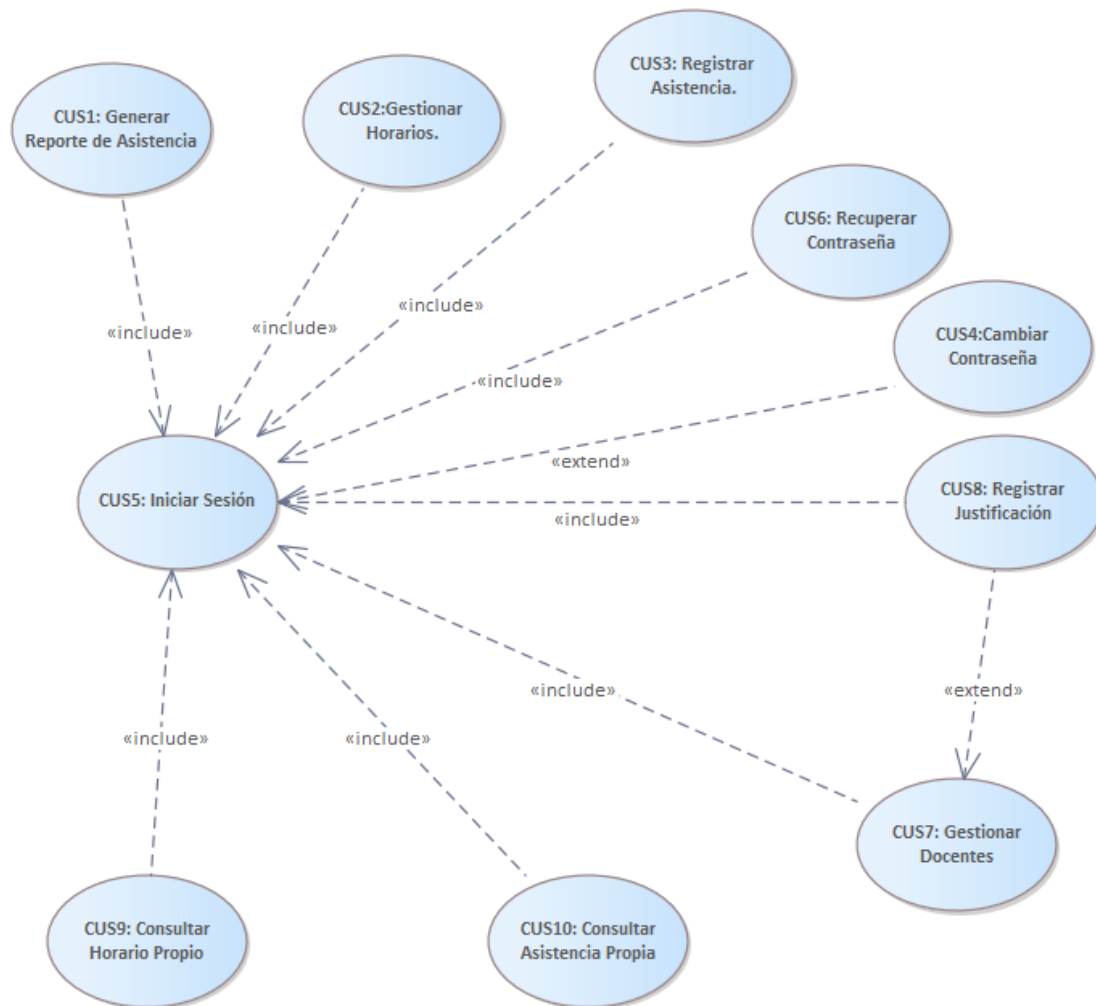 CUS3: Registrar
Asistencia.
CUS1: Generar
Reporte de Asistencia
CUS2:Gestionar
Horarios.
CUS6: Recuperar
Contraseña
«include»
«include»
«include»
CUS4:Cambiar
Contraseña
«include»
«extend»
CUS5: Iniciar Sesión
CUS8: Registrar
Justificación
«include»
«include»
«extend»
«include»
«include»
CUS7: Gestionar
Docentes
CUS9: Consultar
Horario Propio
CUS10: Consultar
Asistencia Propia